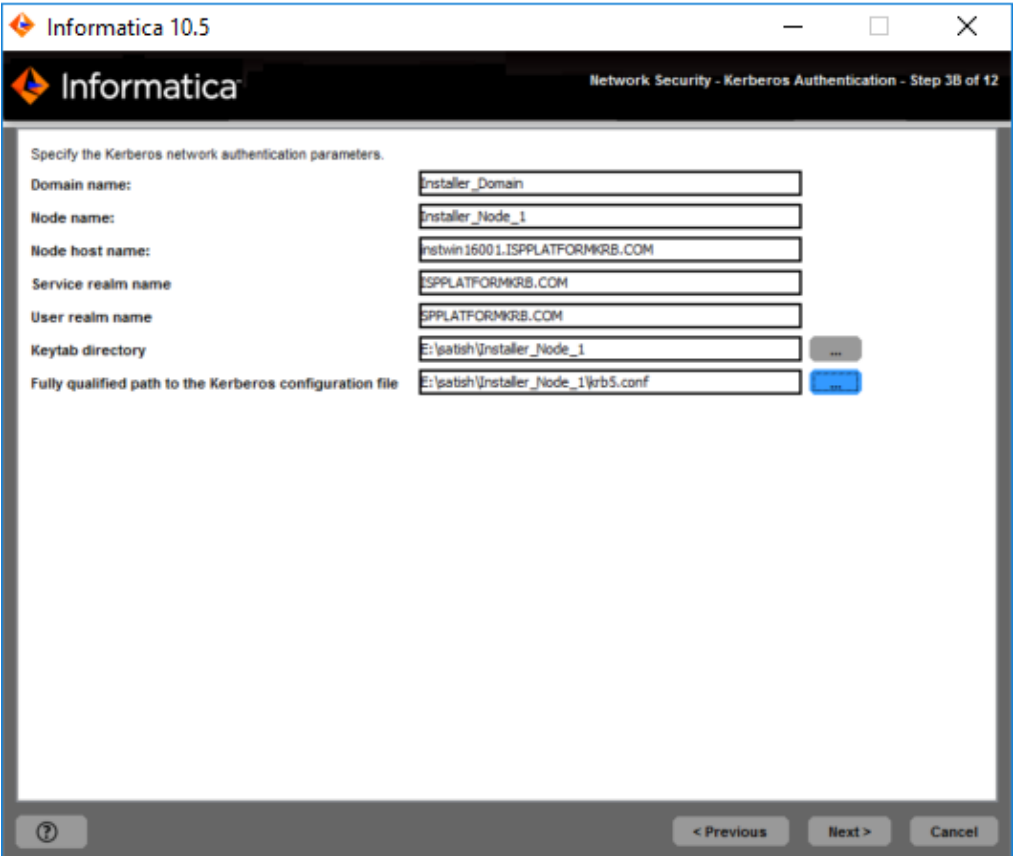 Informatica 10.5
Informatica
Network Security - Kerberos Authentication - Step 3B of 12
Specify the Kerberos network authentication parameters.
Domain name: Installer_Domain
Node name: Installer_Node_1
Node host name: instwin16001.ISPPLATFORMKRB.COM
Service realm name ISPPLATFORMKRB.COM
User realm name SPPLATFORMKRB.COM
Keytab directory E:\satish\Installer_Node_1 ...
Fully qualified path to the Kerberos configuration file E:\satish\Installer_Node_1\krb5.conf ...
? < Previous Next > Cancel